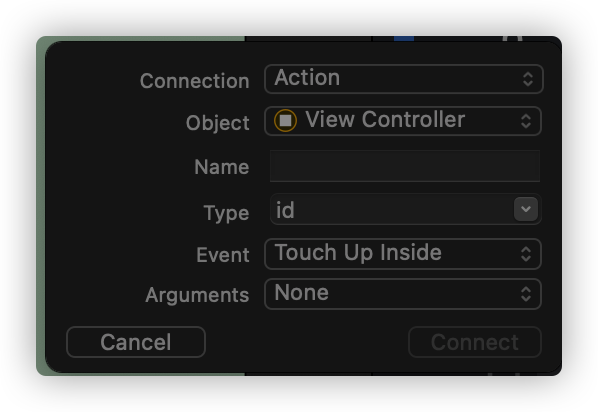 Connection Action
Object View Controller
Name
Type id
Event Touch Up Inside
Arguments None
Cancel Connect